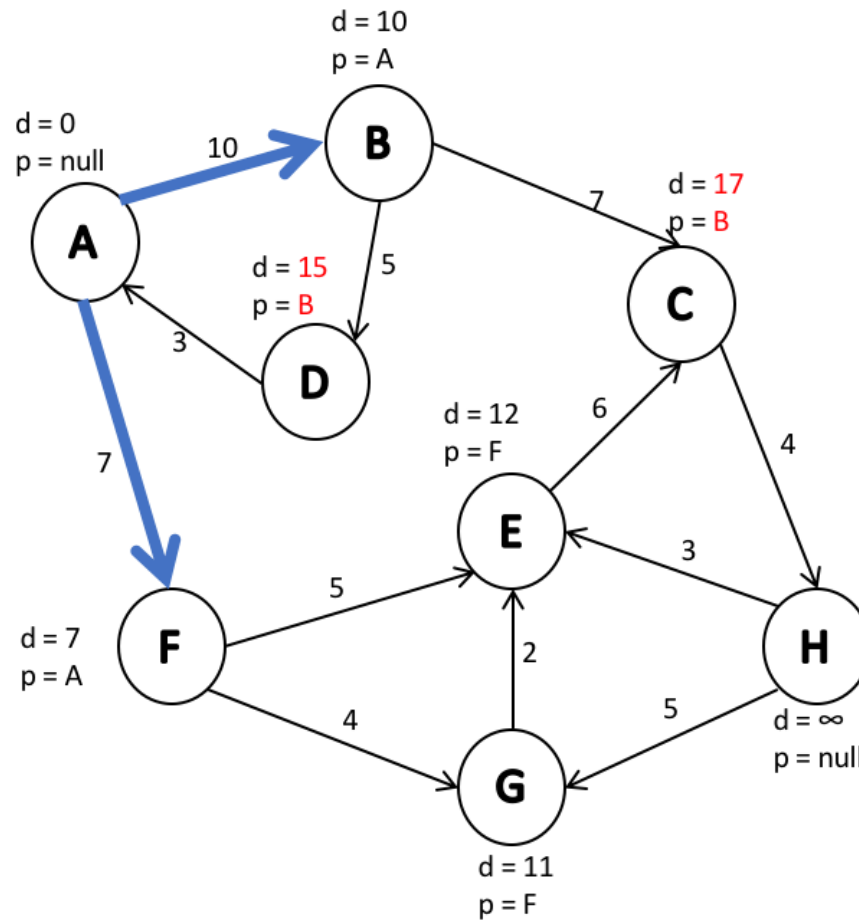 d = 10
p = A
B
d = 0
p = null
10
A
7
d = 17
p = B
C
d = 15
p = B
5
3
D
d = 12
p = F
6
4
7
E
3
5
d = 7
p = A
F
2
H
d = ∞
p = null
4
5
G
d = 11
p = F